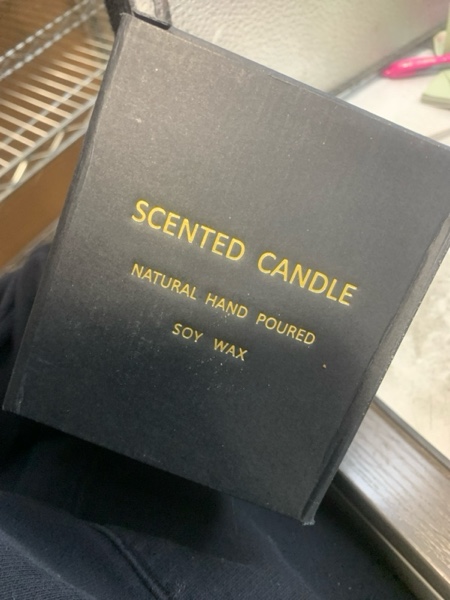 SCENTED CANDLE
NATURAL HAND POURED
SOY WAX